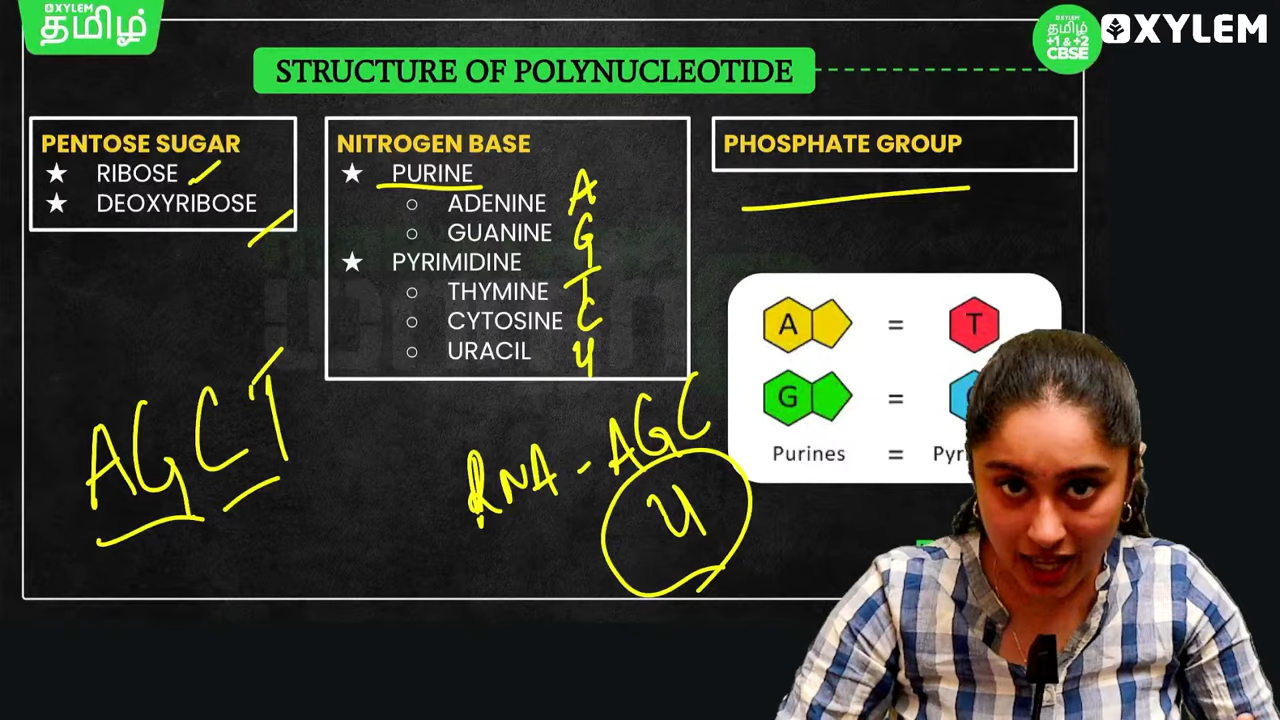 OXYLEM
தமிழ்
OXYLEM
தமிழ்
+1 & +2
CBSE
OXYLEM
STRUCTURE OF POLYNUCLEOTIDE
PENTOSE SUGAR
RIBOSE
DEOXYRIBOSE
NITROGEN BASE
PURINE
ADENINE A
GUANINE G
PYRIMIDINE
THYMINE T
CYTOSINE C
URACIL U
PHOSPHATE GROUP
A = T
G =
Purines =
AGCT
RNA - AGC
U